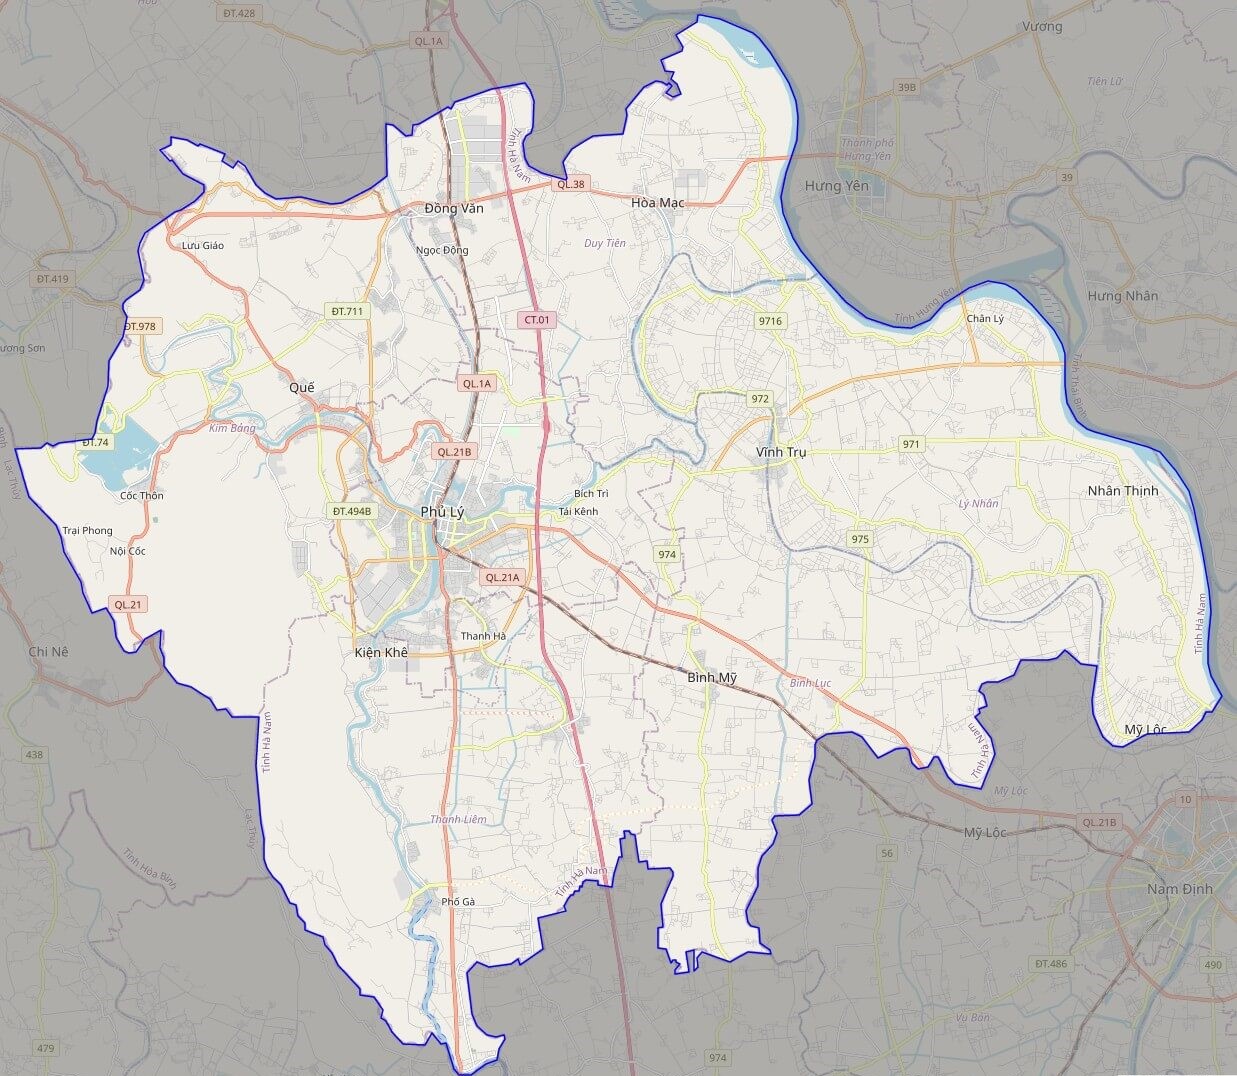 Hòa
ĐT.428
QL.1A
Vương
Tiên Lữ
39B
Thành phố
Hưng Yên
Hưng Yên
39
Tỉnh Hà Nam
QL.38
Đồng Văn
Hòa Mạc
Lưu Giáo
Ngọc Động
Duy Tiên
ĐT.419
Hưng Nhân
Tỉnh Hưng Yên
ĐT.978
ĐT.711
CT.01
9716
Chân Lý
ương Sơn
Tỉnh Thái Bình
Quế
QL.1A
972
Kim Bảng
ĐT.74
QL.21B
Vĩnh Trụ
971
Lạc Thủy
Cốc Thôn
Bích Trì
Nhân Thịnh
Lý Nhân
Phủ Lý
Tái Kênh
ĐT.494B
Trại Phong
Nội Cốc
974
975
QL.21A
QL.21
Tỉnh Hà Nam
Thanh Hà
Chi Nê
Kiện Khê
Bình Mỹ
Bình Lục
Tỉnh Hà Nam
Mỹ Lộc
438
Tỉnh Hà Nam
Mỹ Lộc
10
Thanh Liêm
Lạc Thủy
Mỹ Lộc
QL.21B
56
Tỉnh Hòa Bình
Tỉnh Hà Nam
Nam Định
Phố Gà
ĐT.486
490
Vụ Bản
479
974